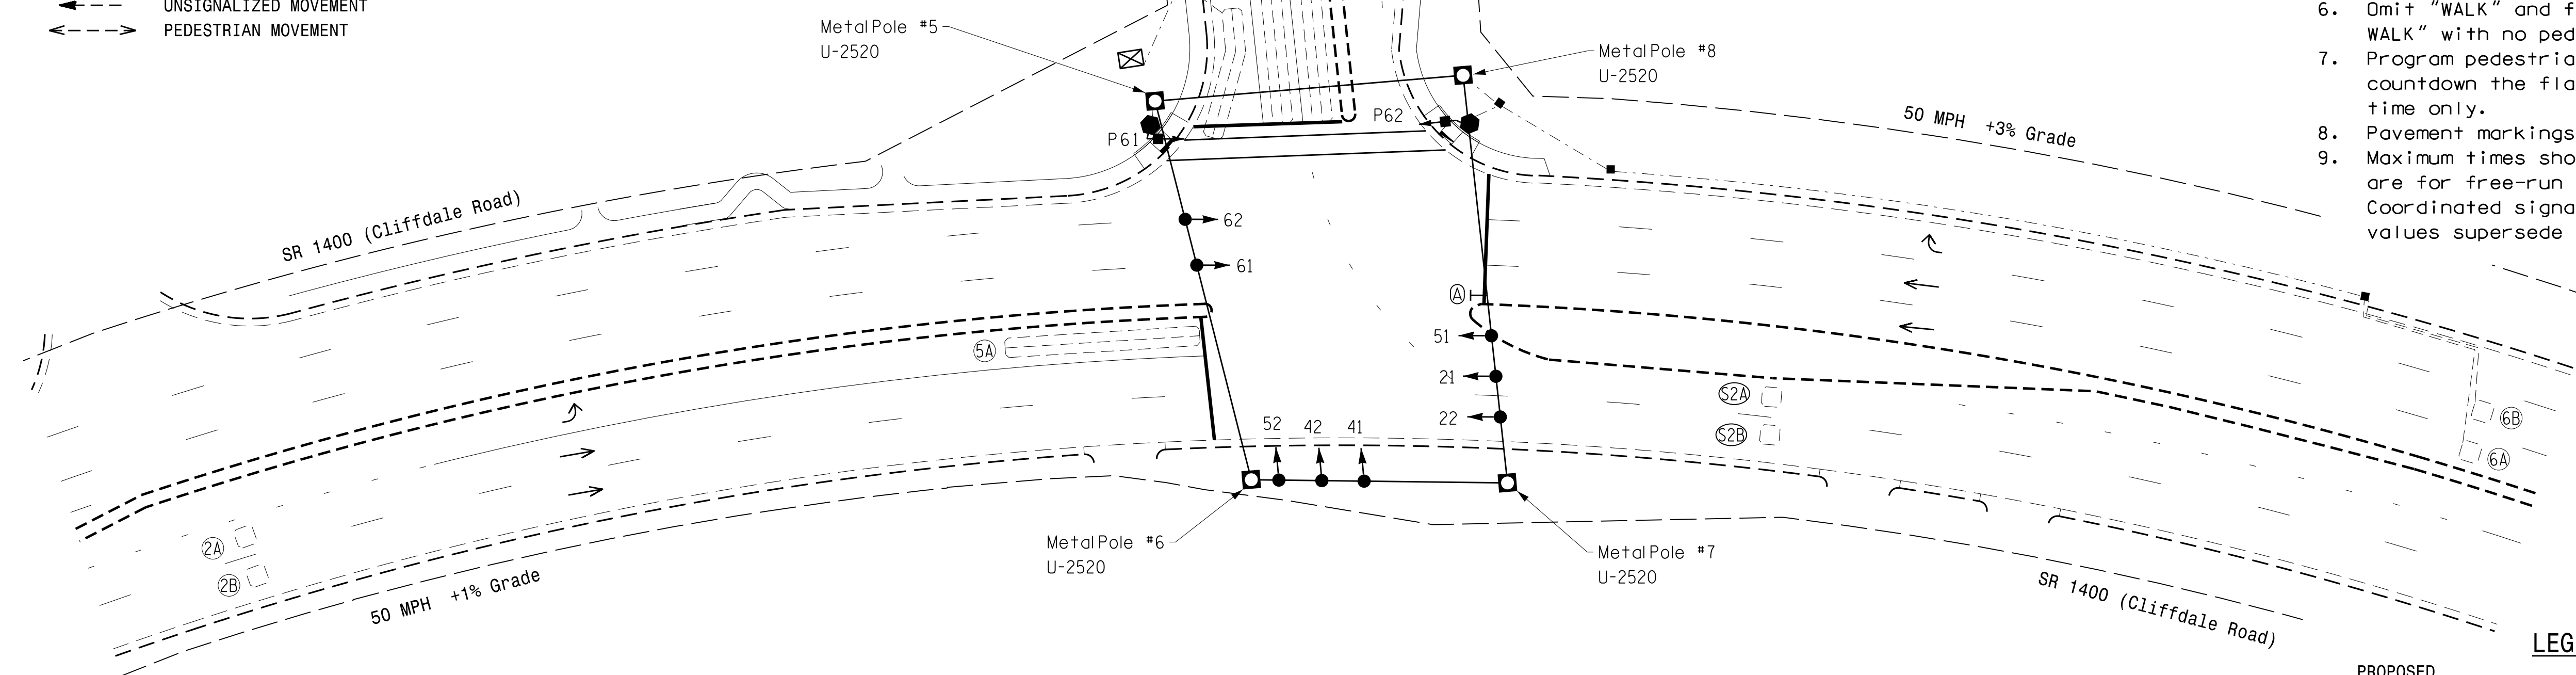 UNSIGNALIZED MOVEMENT
PEDESTRIAN MOVEMENT
Metal Pole #5
U-2520
Metal Pole #8
U-2520
6. Omit "WALK" and f
WALK" with no ped
7. Program pedestria
countdown the fla
time only.
8. Pavement markings
9. Maximum times sho
are for free-run
Coordinated signa
values supersede
P61
P62
50 MPH +3% Grade
SR 1400 (Cliffdale Road)
62
61
A
51
21
22
5A
S2A
S2B
6B
6A
52
42
41
2A
2B
50 MPH +1% Grade
Metal Pole #6
U-2520
Metal Pole #7
U-2520
SR 1400 (Cliffdale Road)
LEG
PROPOSED